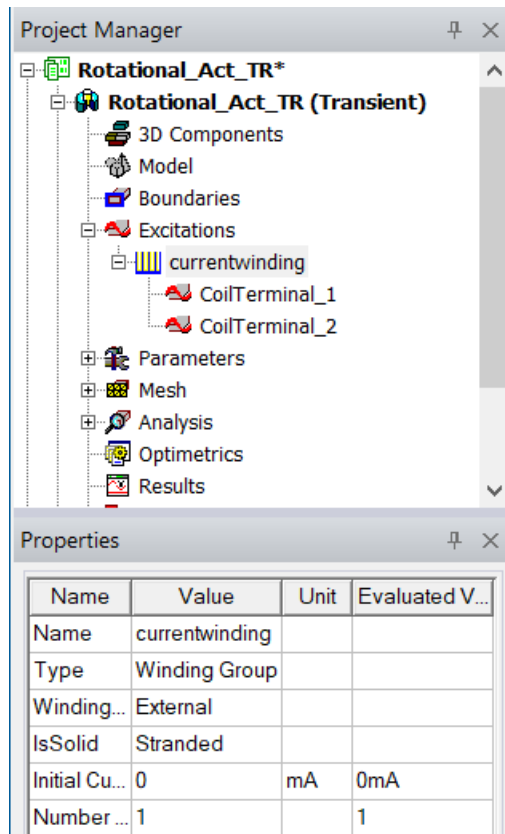 Project Manager
Rotational_Act_TR*
Rotational_Act_TR (Transient)
3D Components
Model
Boundaries
Excitations
currentwinding
CoilTerminal_1
CoilTerminal_2
Parameters
Mesh
Analysis
Optimetrics
Results
Properties
Name Value Unit Evaluated V...
Name currentwinding
Type Winding Group
Winding... External
IsSolid Stranded
Initial Cu... 0 mA 0mA
Number ... 1 1